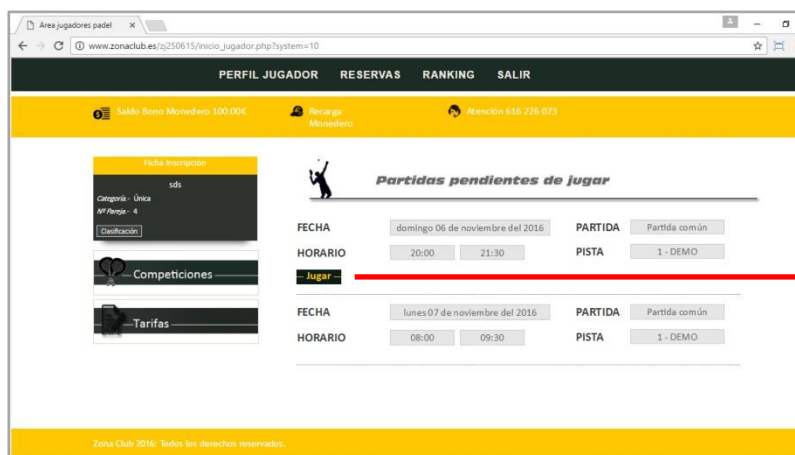 Area jugadores padel
www.zonaclub.es/zj250615/inicio_jugador.php?system=10
PERFIL JUGADOR RESERVAS RANKING SALIR
Saldo Bono Monedero 100.00€ Recarga Monedero Atención 616 226 073
Ficha Inscripción
sds
Categoría:- Única
Nº Pareja:- 4
Clasificación
Competiciones
Tarifas
Partidas pendientes de jugar
FECHA domingo 06 de noviembre del 2016 PARTIDA Partida común
HORARIO 20:00 21:30 PISTA 1 - DEMO
Jugar
FECHA lunes 07 de noviembre del 2016 PARTIDA Partida común
HORARIO 08:00 09:30 PISTA 1 - DEMO
Zona Club 2016: Todos los derechos reservados.